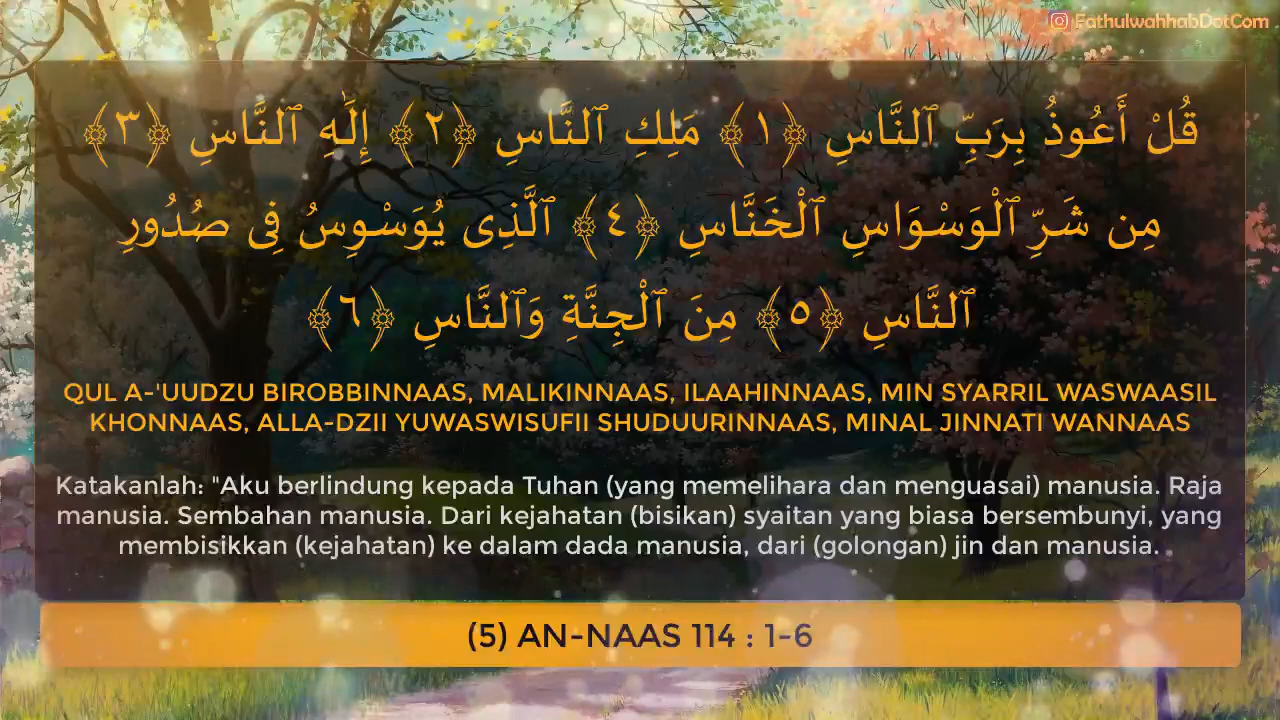 FathulwahhabDotCom
قُلْ أَعُوذُ بِرَبِّ ٱلنَّاسِ ﴿١﴾ مَلِكِ ٱلنَّاسِ ﴿٢﴾ إِلَٰهِ ٱلنَّاسِ ﴿٣﴾
مِن شَرِّ ٱلْوَسْوَاسِ ٱلْخَنَّاسِ ﴿٤﴾ ٱلَّذِى يُوَسْوِسُ فِى صُدُورِ
ٱلنَّاسِ ﴿٥﴾ مِنَ ٱلْجِنَّةِ وَٱلنَّاسِ ﴿٦﴾
QUL A-'UUDZU BIROBBINNAAS, MALIKINNAAS, ILAAHINNAAS, MIN SYARRIL WASWAASIL
KHONNAAS, ALLA-DZII YUWASWISUFII SHUDUURINNAAS, MINAL JINNATI WANNAAS
Katakanlah: "Aku berlindung kepada Tuhan (yang memelihara dan menguasai) manusia. Raja
manusia. Sembahan manusia. Dari kejahatan (bisikan) syaitan yang biasa bersembunyi, yang
membisikkan (kejahatan) ke dalam dada manusia, dari (golongan) jin dan manusia.
(5) AN-NAAS 114 : 1-6